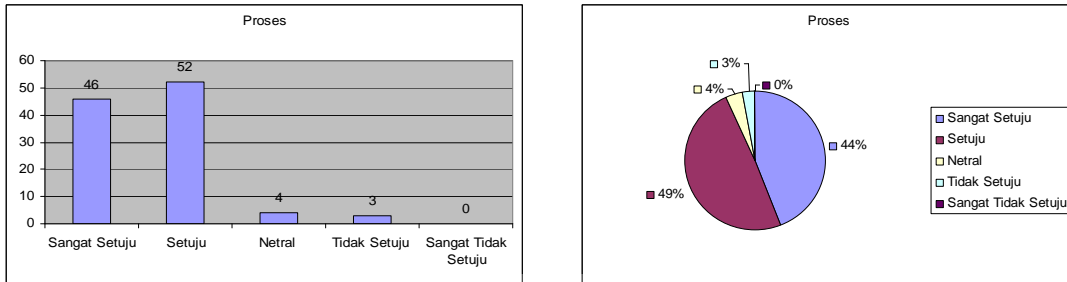 Proses
60
50
40
30
20
10
0
46
52
4
3
0
Sangat Setuju
Setuju
Netral
Tidak Setuju
Sangat Tidak
Setuju
Proses
3%
0%
4%
44%
49%
Sangat Setuju
Setuju
Netral
Tidak Setuju
Sangat Tidak Setuju